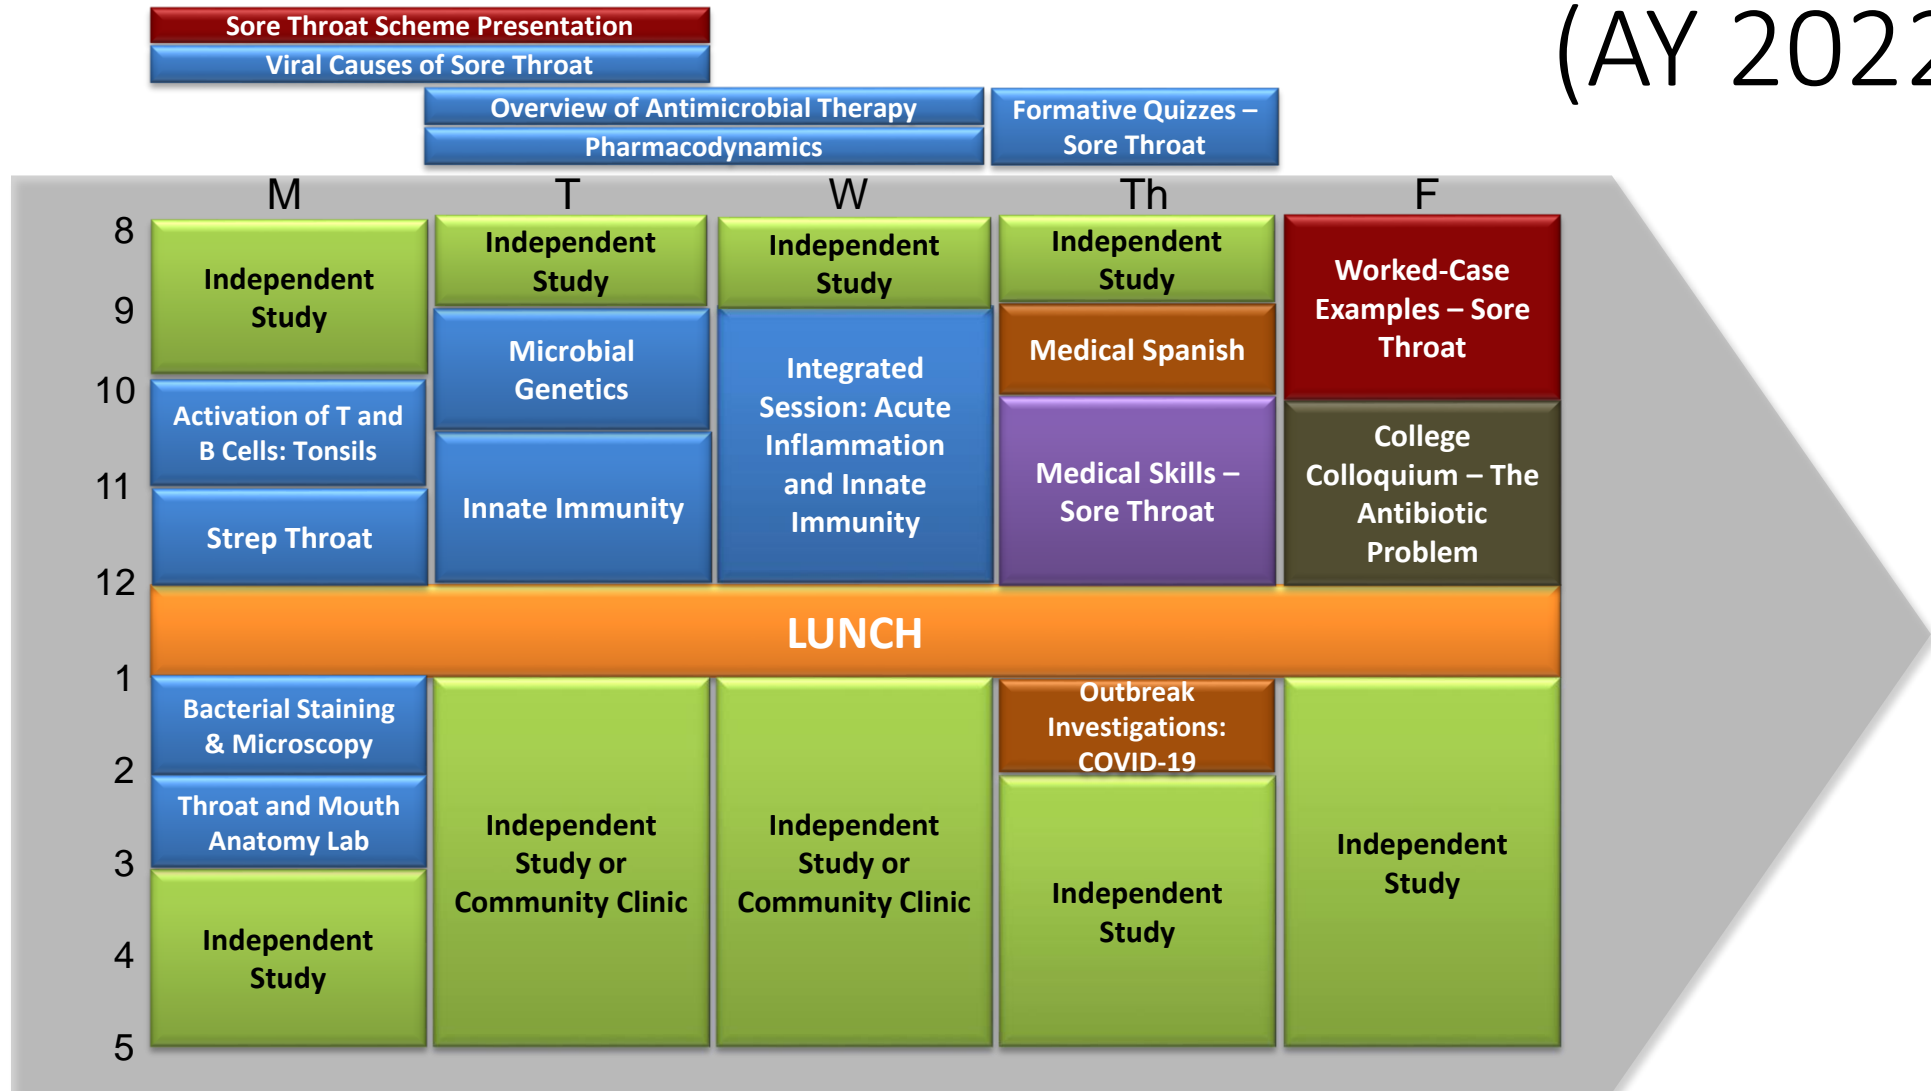 (AY 2022
Sore Throat Scheme Presentation
Viral Causes of Sore Throat
Overview of Antimicrobial Therapy
Pharmacodynamics
Formative Quizzes –
Sore Throat
M T W Th F
8
9
10
11
12
1
2
3
4
5
Independent
Study
Activation of T and
B Cells: Tonsils
Strep Throat
Independent
Study
Microbial
Genetics
Innate Immunity
Independent
Study
Integrated
Session: Acute
Inflammation
and Innate
Immunity
Independent
Study
Medical Spanish
Medical Skills –
Sore Throat
Worked-Case
Examples – Sore
Throat
College
Colloquium – The
Antibiotic
Problem
LUNCH
Bacterial Staining
& Microscopy
Throat and Mouth
Anatomy Lab
Independent
Study
Independent
Study or
Community Clinic
Independent
Study or
Community Clinic
Outbreak
Investigations:
COVID-19
Independent
Study
Independent
Study